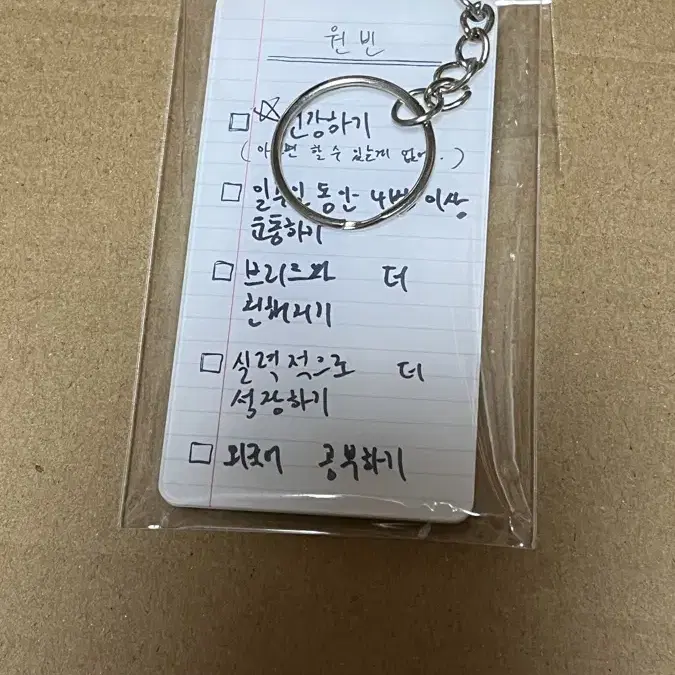 원빈
건강하기
(아프면 할 수 있는게 없어..)
일주일 동안 4번 이상
운동하기
브리즈와 더
친해지기
실력적으로 더
성장하기
외국어 공부하기